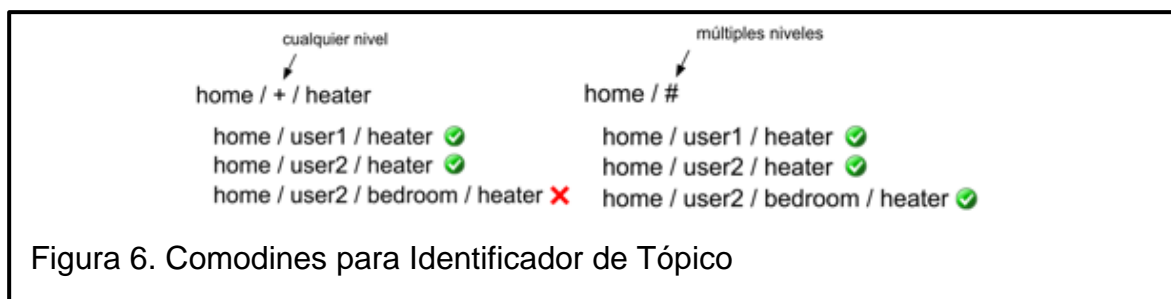 cualquier nivel
home / + / heater
home / user1 / heater
home / user2 / heater
home / user2 / bedroom / heater
múltiples niveles
home / #
home / user1 / heater
home / user2 / heater
home / user2 / bedroom / heater
Figura 6. Comodines para Identificador de Tópico